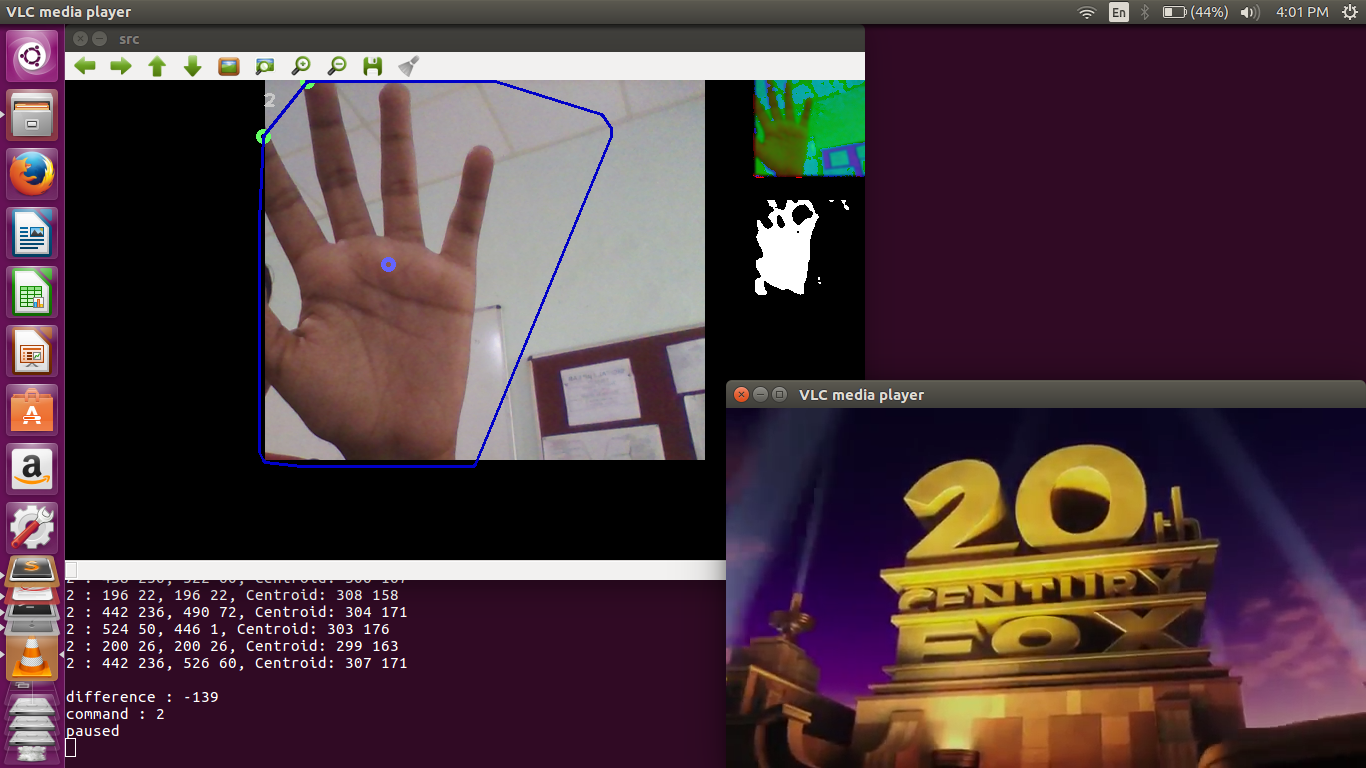 VLC media player
En
(44%)
4:01 PM
src
2
2 : 196 22, 196 22, Centroid: 308 158
2 : 442 236, 490 72, Centroid: 304 171
2 : 524 50, 446 1, Centroid: 303 176
2 : 200 26, 200 26, Centroid: 299 163
2 : 442 236, 526 60, Centroid: 307 171
difference : -139
command : 2
paused
VLC media player
20th
CENTURY
FOX